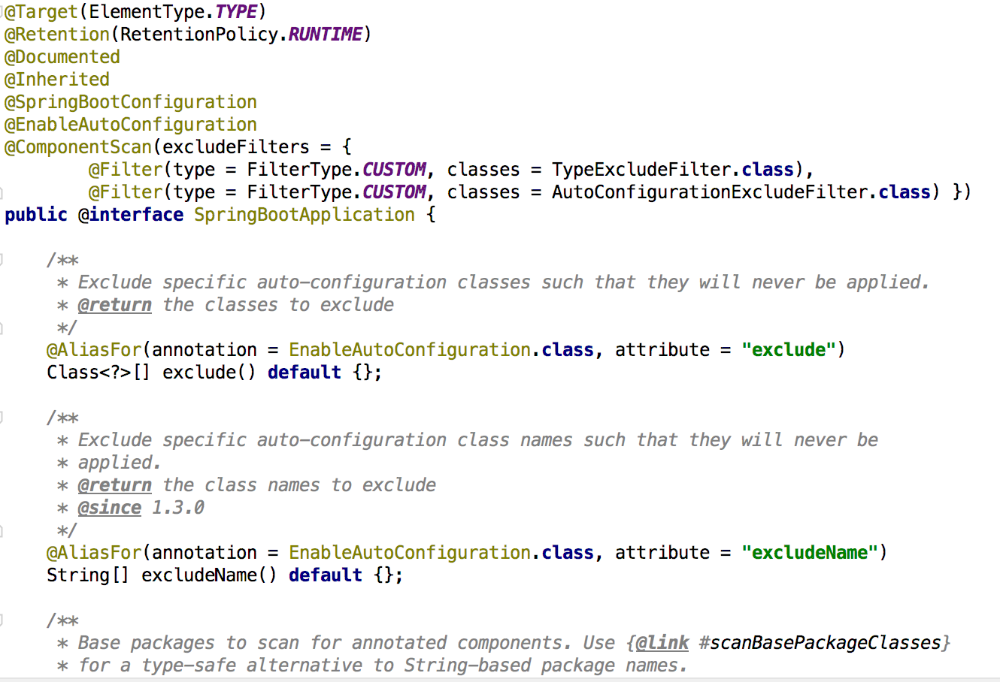 @Target(ElementType.TYPE)
@Retention(RetentionPolicy.RUNTIME)
@Documented
@Inherited
@SpringBootConfiguration
@EnableAutoConfiguration
@ComponentScan(excludeFilters = {
        @Filter(type = FilterType.CUSTOM, classes = TypeExcludeFilter.class),
        @Filter(type = FilterType.CUSTOM, classes = AutoConfigurationExcludeFilter.class) })
public @interface SpringBootApplication {

    /**
     * Exclude specific auto-configuration classes such that they will never be applied.
     * @return the classes to exclude
     */
    @AliasFor(annotation = EnableAutoConfiguration.class, attribute = "exclude")
    Class<?>[] exclude() default {};

    /**
     * Exclude specific auto-configuration class names such that they will never be
     * applied.
     * @return the class names to exclude
     * @since 1.3.0
     */
    @AliasFor(annotation = EnableAutoConfiguration.class, attribute = "excludeName")
    String[] excludeName() default {};

    /**
     * Base packages to scan for annotated components. Use {@link #scanBasePackageClasses}
     * for a type-safe alternative to String-based package names.